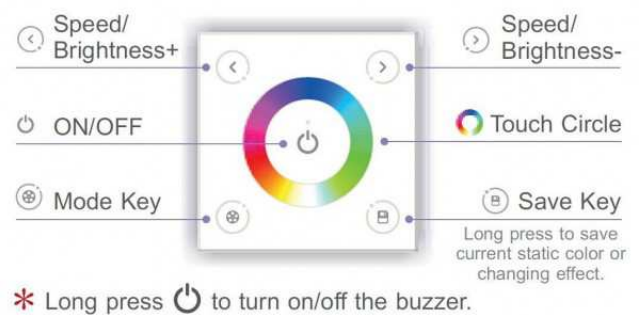 Speed/
Brightness+
Speed/
Brightness-
ON/OFF
Touch Circle
Mode Key
Save Key
Long press to save
current static color or
changing effect.
* Long press to turn on/off the buzzer.